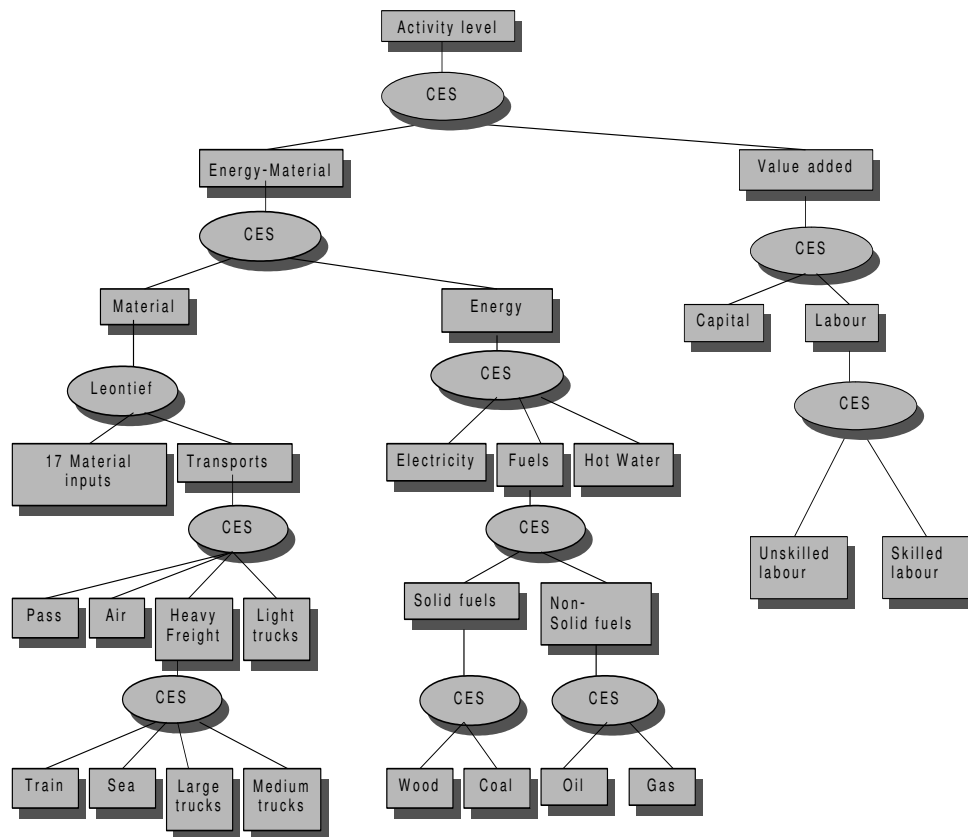 Activity level
CES
Energy-Material
Value added
CES
CES
Material
Energy
Capital
Labour
Leontief
CES
CES
17 Material
inputs
Transports
Electricity
Fuels
Hot Water
CES
CES
Unskilled
labour
Skilled
labour
Pass
Air
Heavy
Freight
Light
trucks
Solid fuels
Non-
Solid fuels
CES
CES
CES
Train
Sea
Large
trucks
Medium
trucks
Wood
Coal
Oil
Gas